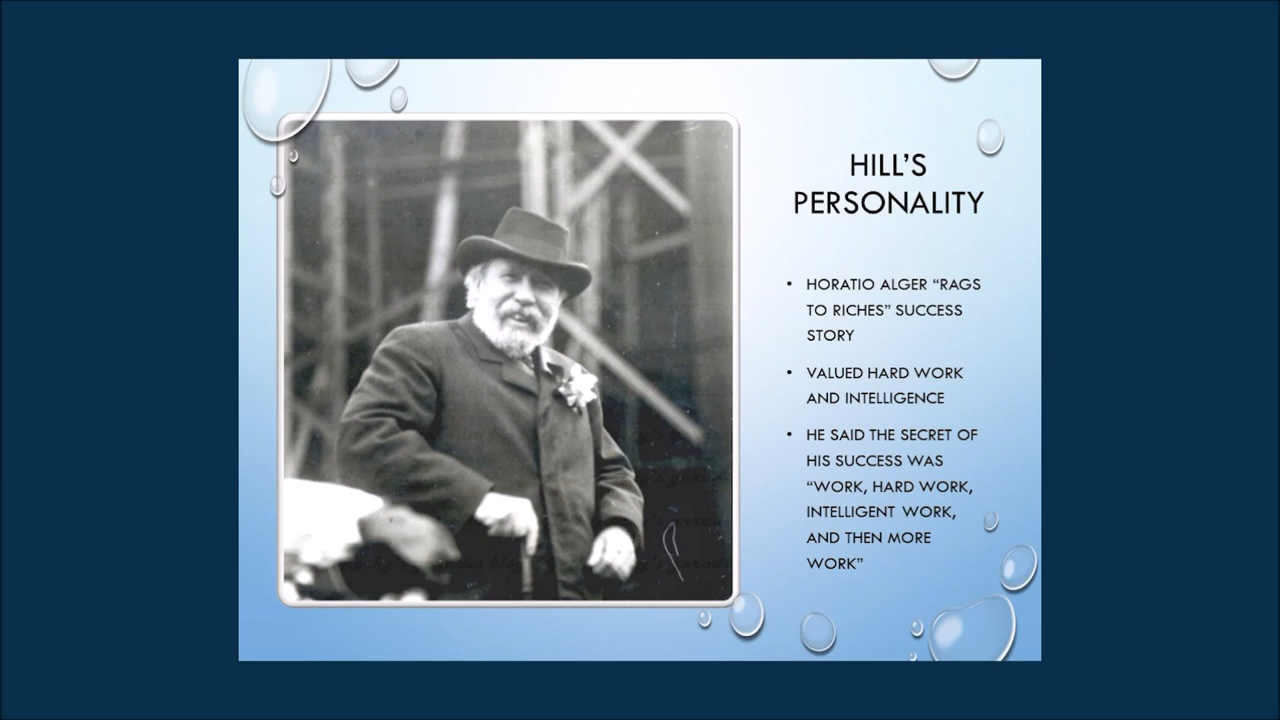 HILL’S
PERSONALITY
• HORATIO ALGER “RAGS
TO RICHES” SUCCESS
STORY
• VALUED HARD WORK
AND INTELLIGENCE
• HE SAID THE SECRET OF
HIS SUCCESS WAS
“WORK, HARD WORK,
INTELLIGENT WORK,
AND THEN MORE
WORK”